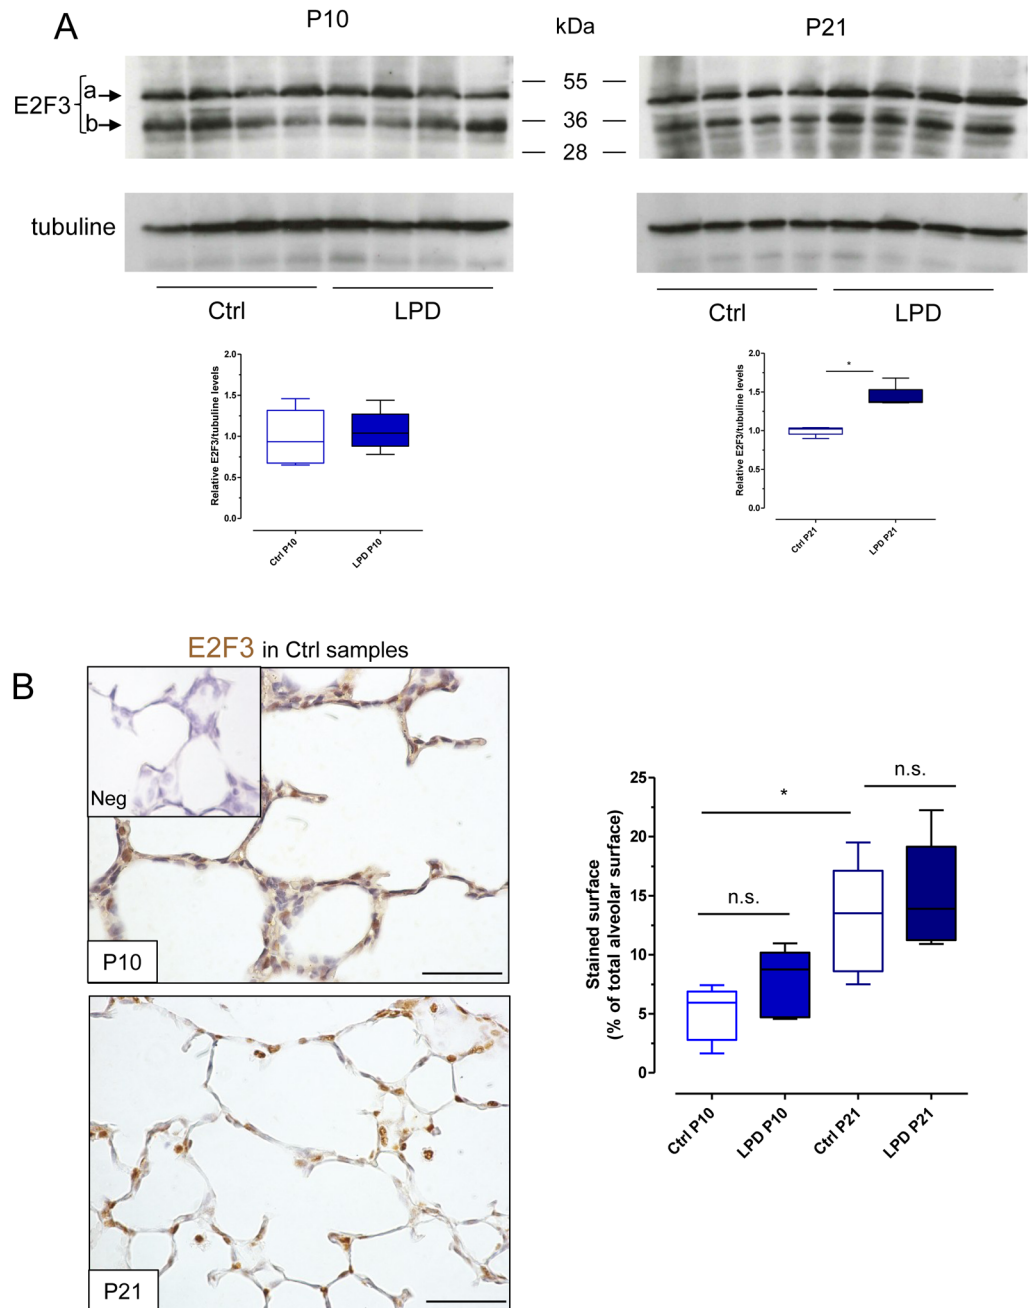 A
P10
kDa
P21
E2F3
a
b
55
36
28
tubuline
Ctrl
LPD
Ctrl
LPD
Relative E2F3/tubuline levels
2.0
1.5
1.0
0.5
0.0
Ctrl P10
LPD P10
Relative E2F3/tubuline levels
2.0
1.5
1.0
0.5
0.0
*
Ctrl P21
LPD P21
B
E2F3 in Ctrl samples
Neg
P10
P21
Stained surface
(% of total alveolar surface)
25
20
15
10
5
0
n.s.
*
n.s.
Ctrl P10
LPD P10
Ctrl P21
LPD P21